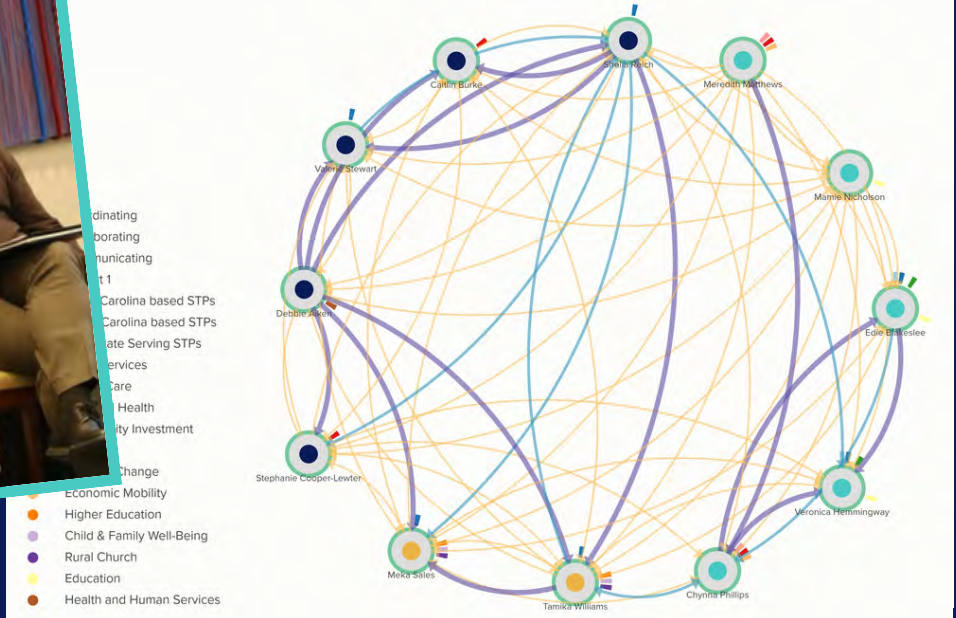 Sheila Reich
Caitlin Burke
Meredith Matthews
Valerie Stewart
Mamie Nicholson
dinating
borating
municating
t 1
Carolina based STPs
Debbie Aiken
Carolina based STPs
Edie Blakeslee
ate Serving STPs
ervices
Care
Health
ity Investment
Change
Stephanie Cooper-Lewter
Economic Mobility
Higher Education
Veronica Hemmingway
Child & Family Well-Being
Rural Church
Meka Sales
Education
Chynna Phillips
Health and Human Services
Tamika Williams